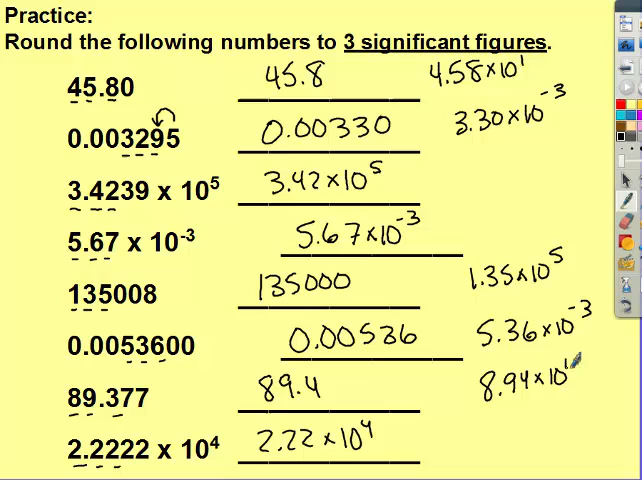 Practice:
Round the following numbers to 3 significant figures.
45.80 45.8 4.58×10¹
0.003295 0.00330 3.30×10⁻³
3.4239 x 10⁵ 3.42×10⁵
5.67 x 10⁻³ 5.67×10⁻³
135008 135000 1.35×10⁵
0.0053600 0.00536 5.36×10⁻³
89.377 89.4 8.94×10¹
2.2222 x 10⁴ 2.22×10⁴